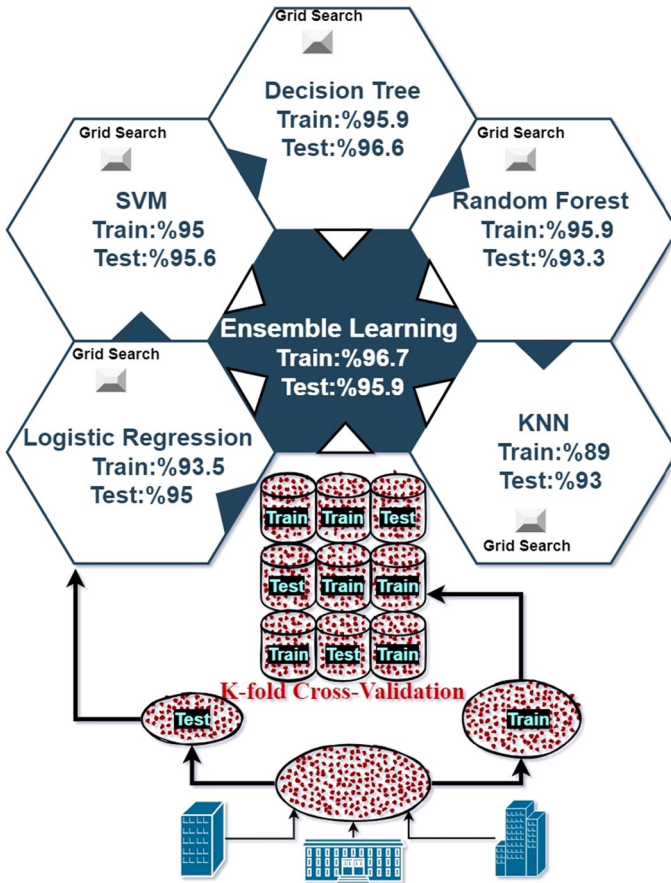 Grid Search
Decision Tree
Train:%95.9
Test:%96.6
Grid Search
SVM
Train:%95
Test:%95.6
Grid Search
Random Forest
Train:%95.9
Test:%93.3
Ensemble Learning
Train:%96.7
Test:%95.9
Grid Search
Logistic Regression
Train:%93.5
Test:%95
KNN
Train:%89
Test:%93
Grid Search
Train Train Test
Test Train Train
Train Test Train
K-fold Cross-Validation
Test
Train